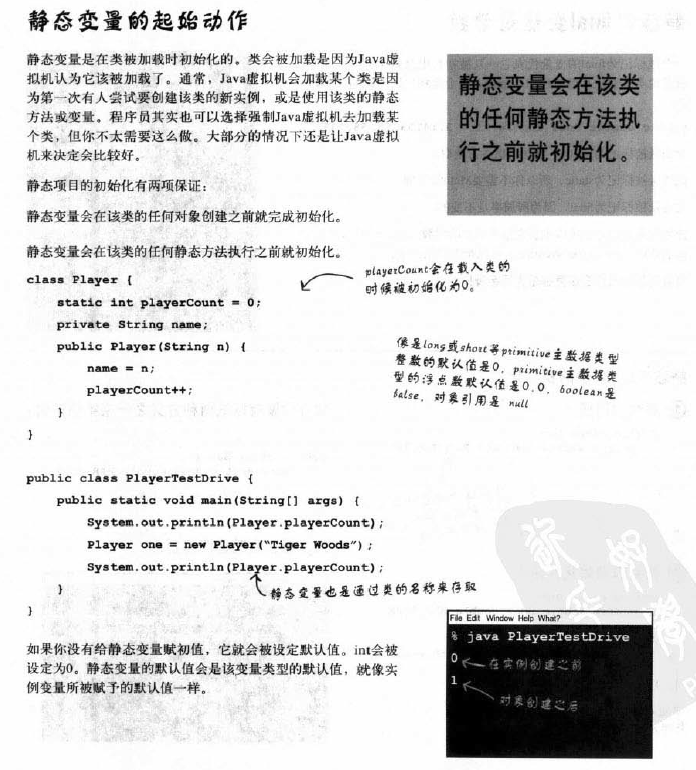 静态变量的起始动作
静态变量是在类被加载时初始化的。类会被加载是因为Java虚
拟机认为它该被加载了。通常，Java虚拟机会加载某个类是因
为第一次有人尝试要创建该类的新实例，或是使用该类的静态
方法或变量。程序员其实也可以选择强制Java虚拟机去加载某
个类，但你不太需要这么做。大部分的情况下还是让Java虚拟
机来决定会比较好。
静态变量会在该类
的任何静态方法执
行之前就初始化。
静态项目的初始化有两项保证：
静态变量会在该类的任何对象创建之前就完成初始化。
静态变量会在该类的任何静态方法执行之前就初始化。
class Player {
static int playerCount = 0;
private String name;
public Player(String n) {
name = n;
playerCount++;
}
}
playerCount会在载入类的
时候被初始化为0。
像是long或short等primitive主数据类型
整数的默认值是0，primitive主数据类
型的浮点数默认值是0.0，boolean是
false，对象引用是 null
public class PlayerTestDrive {
public static void main(String[] args) {
System.out.println(Player.playerCount);
Player one = new Player("Tiger Woods");
System.out.println(Player.playerCount);
}
}
静态变量也是通过类的名称来存取
如果你没有给静态变量赋初值，它就会被设定默认值。int会被
设定为0。静态变量的默认值会是该变量类型的默认值，就像实
例变量所被赋予的默认值一样。
File Edit Window Help What?
% java PlayerTestDrive
0
在实例创建之前
1
对象创建之后